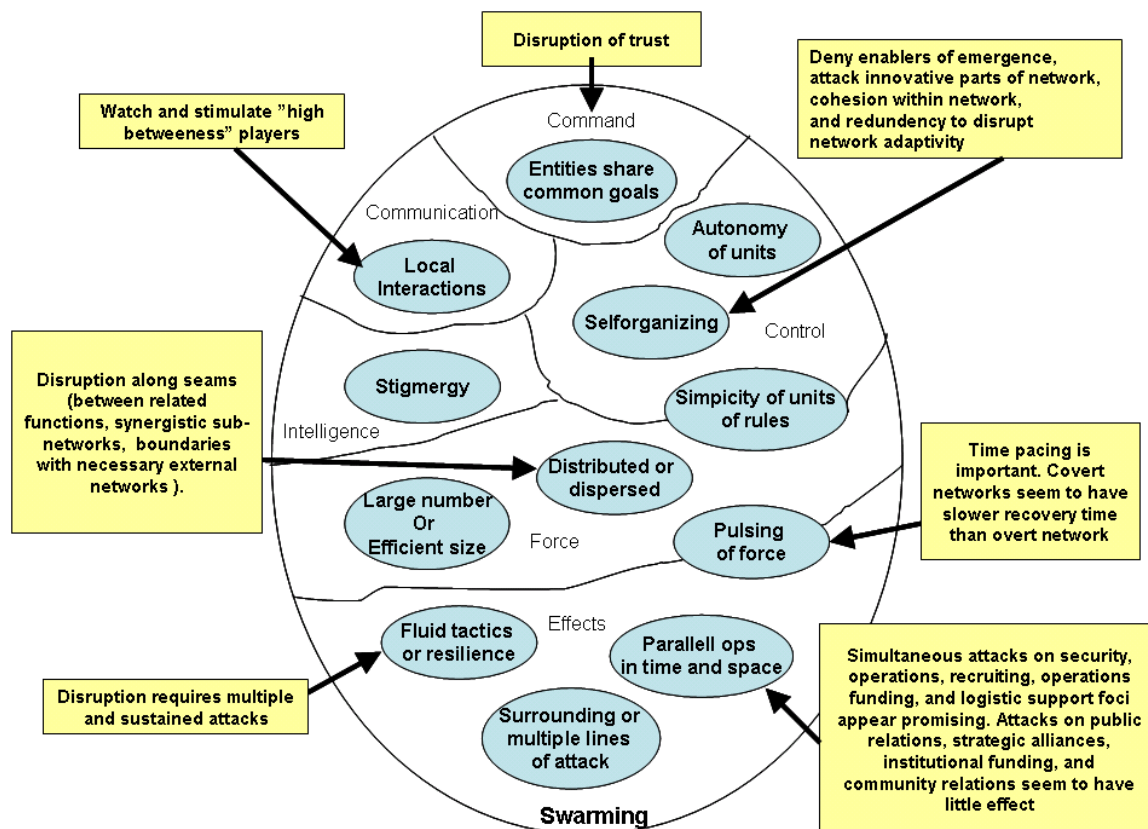 Disruption of trust
Deny enablers of emergence,
attack innovative parts of network,
cohesion within network,
and redundency to disrupt
network adaptivity
Watch and stimulate ”high
betweeness” players
Command
Entities share
common goals
Communication
Autonomy
of units
Local
Interactions
Selforganizing
Control
Disruption along seams
(between related
functions, synergistic sub-
networks, boundaries
with necessary external
networks ).
Stigmergy
Simpicity of units
of rules
Intelligence
Distributed or
dispersed
Time pacing is
important. Covert
networks seem to have
slower recovery time
than overt network
Large number
Or
Efficient size
Force
Pulsing
of force
Effects
Fluid tactics
or resilience
Parallell ops
in time and space
Disruption requires multiple
and sustained attacks
Simultaneous attacks on security,
operations, recruiting, operations
funding, and logistic support foci
appear promising. Attacks on public
relations, strategic alliances,
institutional funding, and
community relations seem to have
little effect
Surrounding or
multiple lines
of attack
Swarming